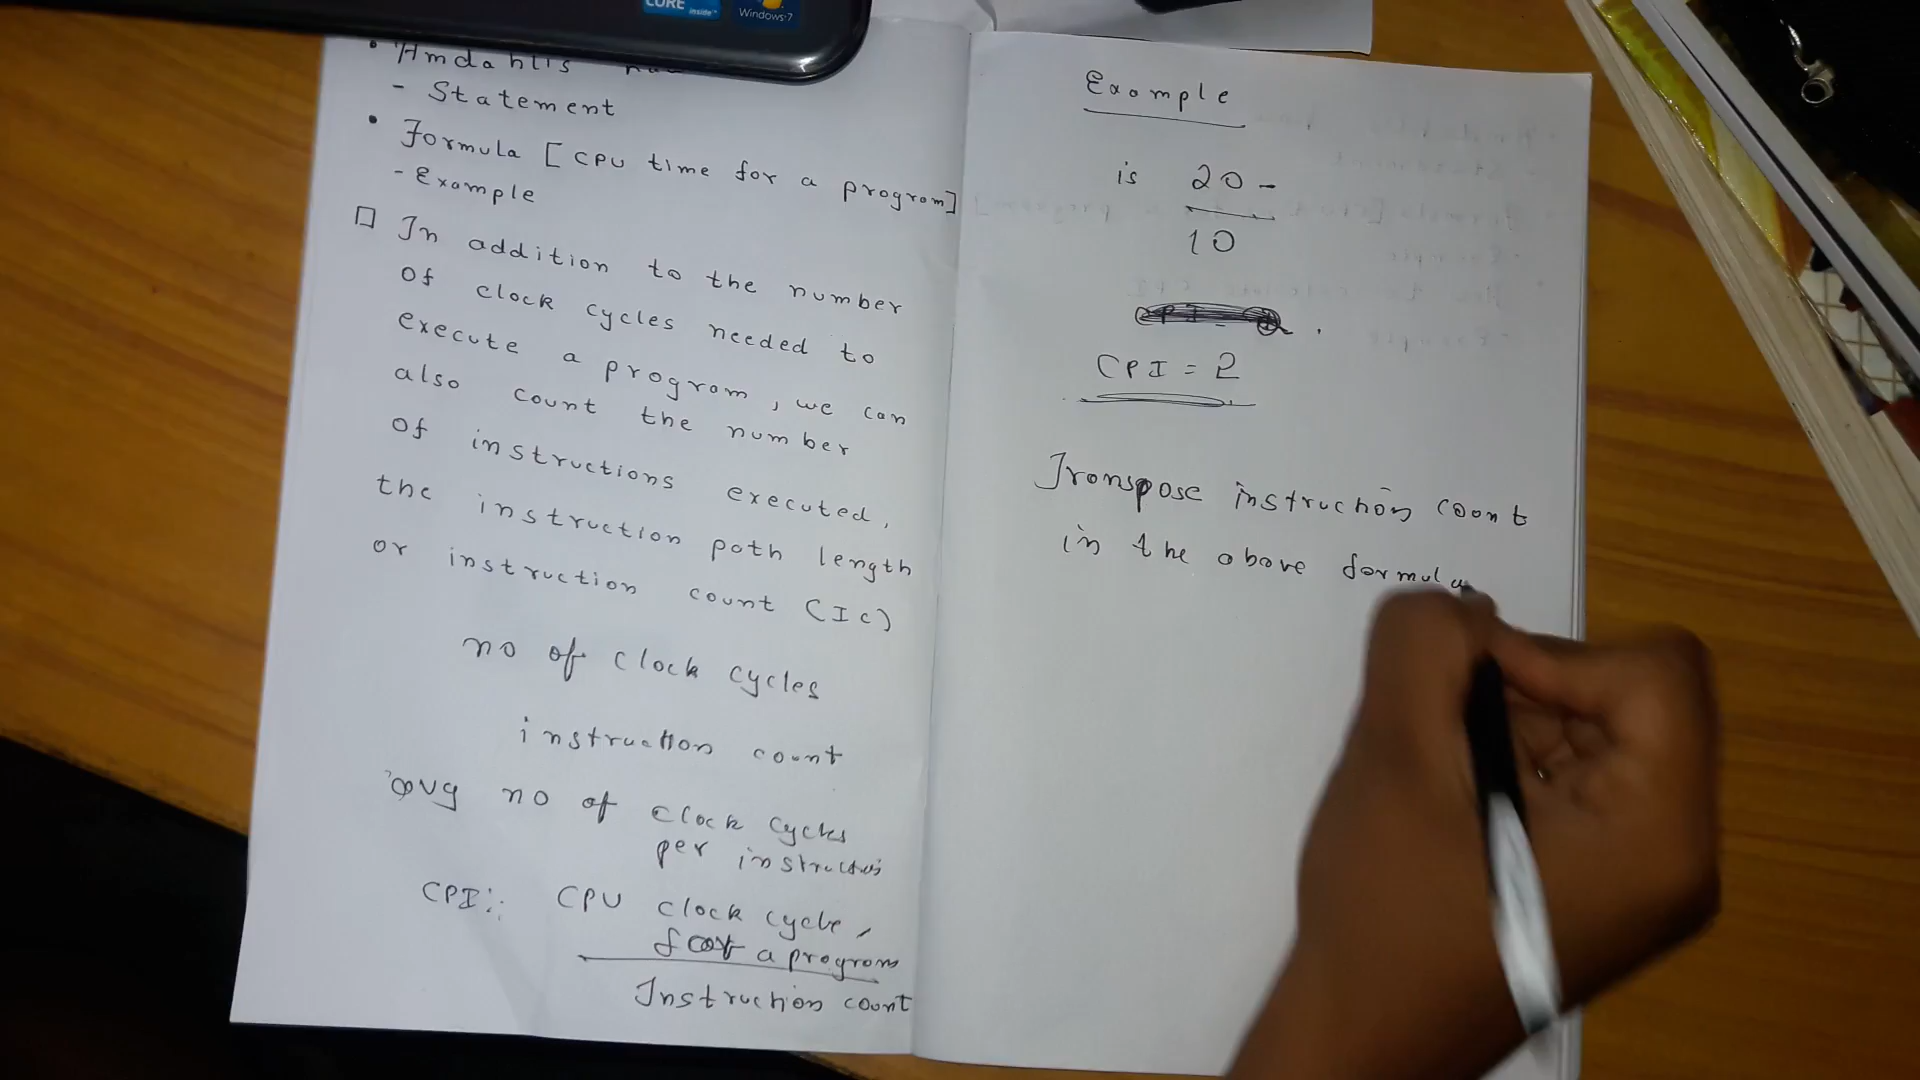 CORE
inside™
Windows 7
• Amdahl's
- Statement
• Formula [CPU time for a program]
- Example
□ In addition to the number
of clock cycles needed to
execute a program, we can
also count the number
of instructions executed,
the instruction path length
or instruction count (Ic)
no of clock cycles
instruction count
avg no of clock cycles
per instruction
CPI:. CPU clock cycle,
for a program
Instruction count
Example
is 20 -
10
CPI = 2
Transpose instruction count
in the above formula